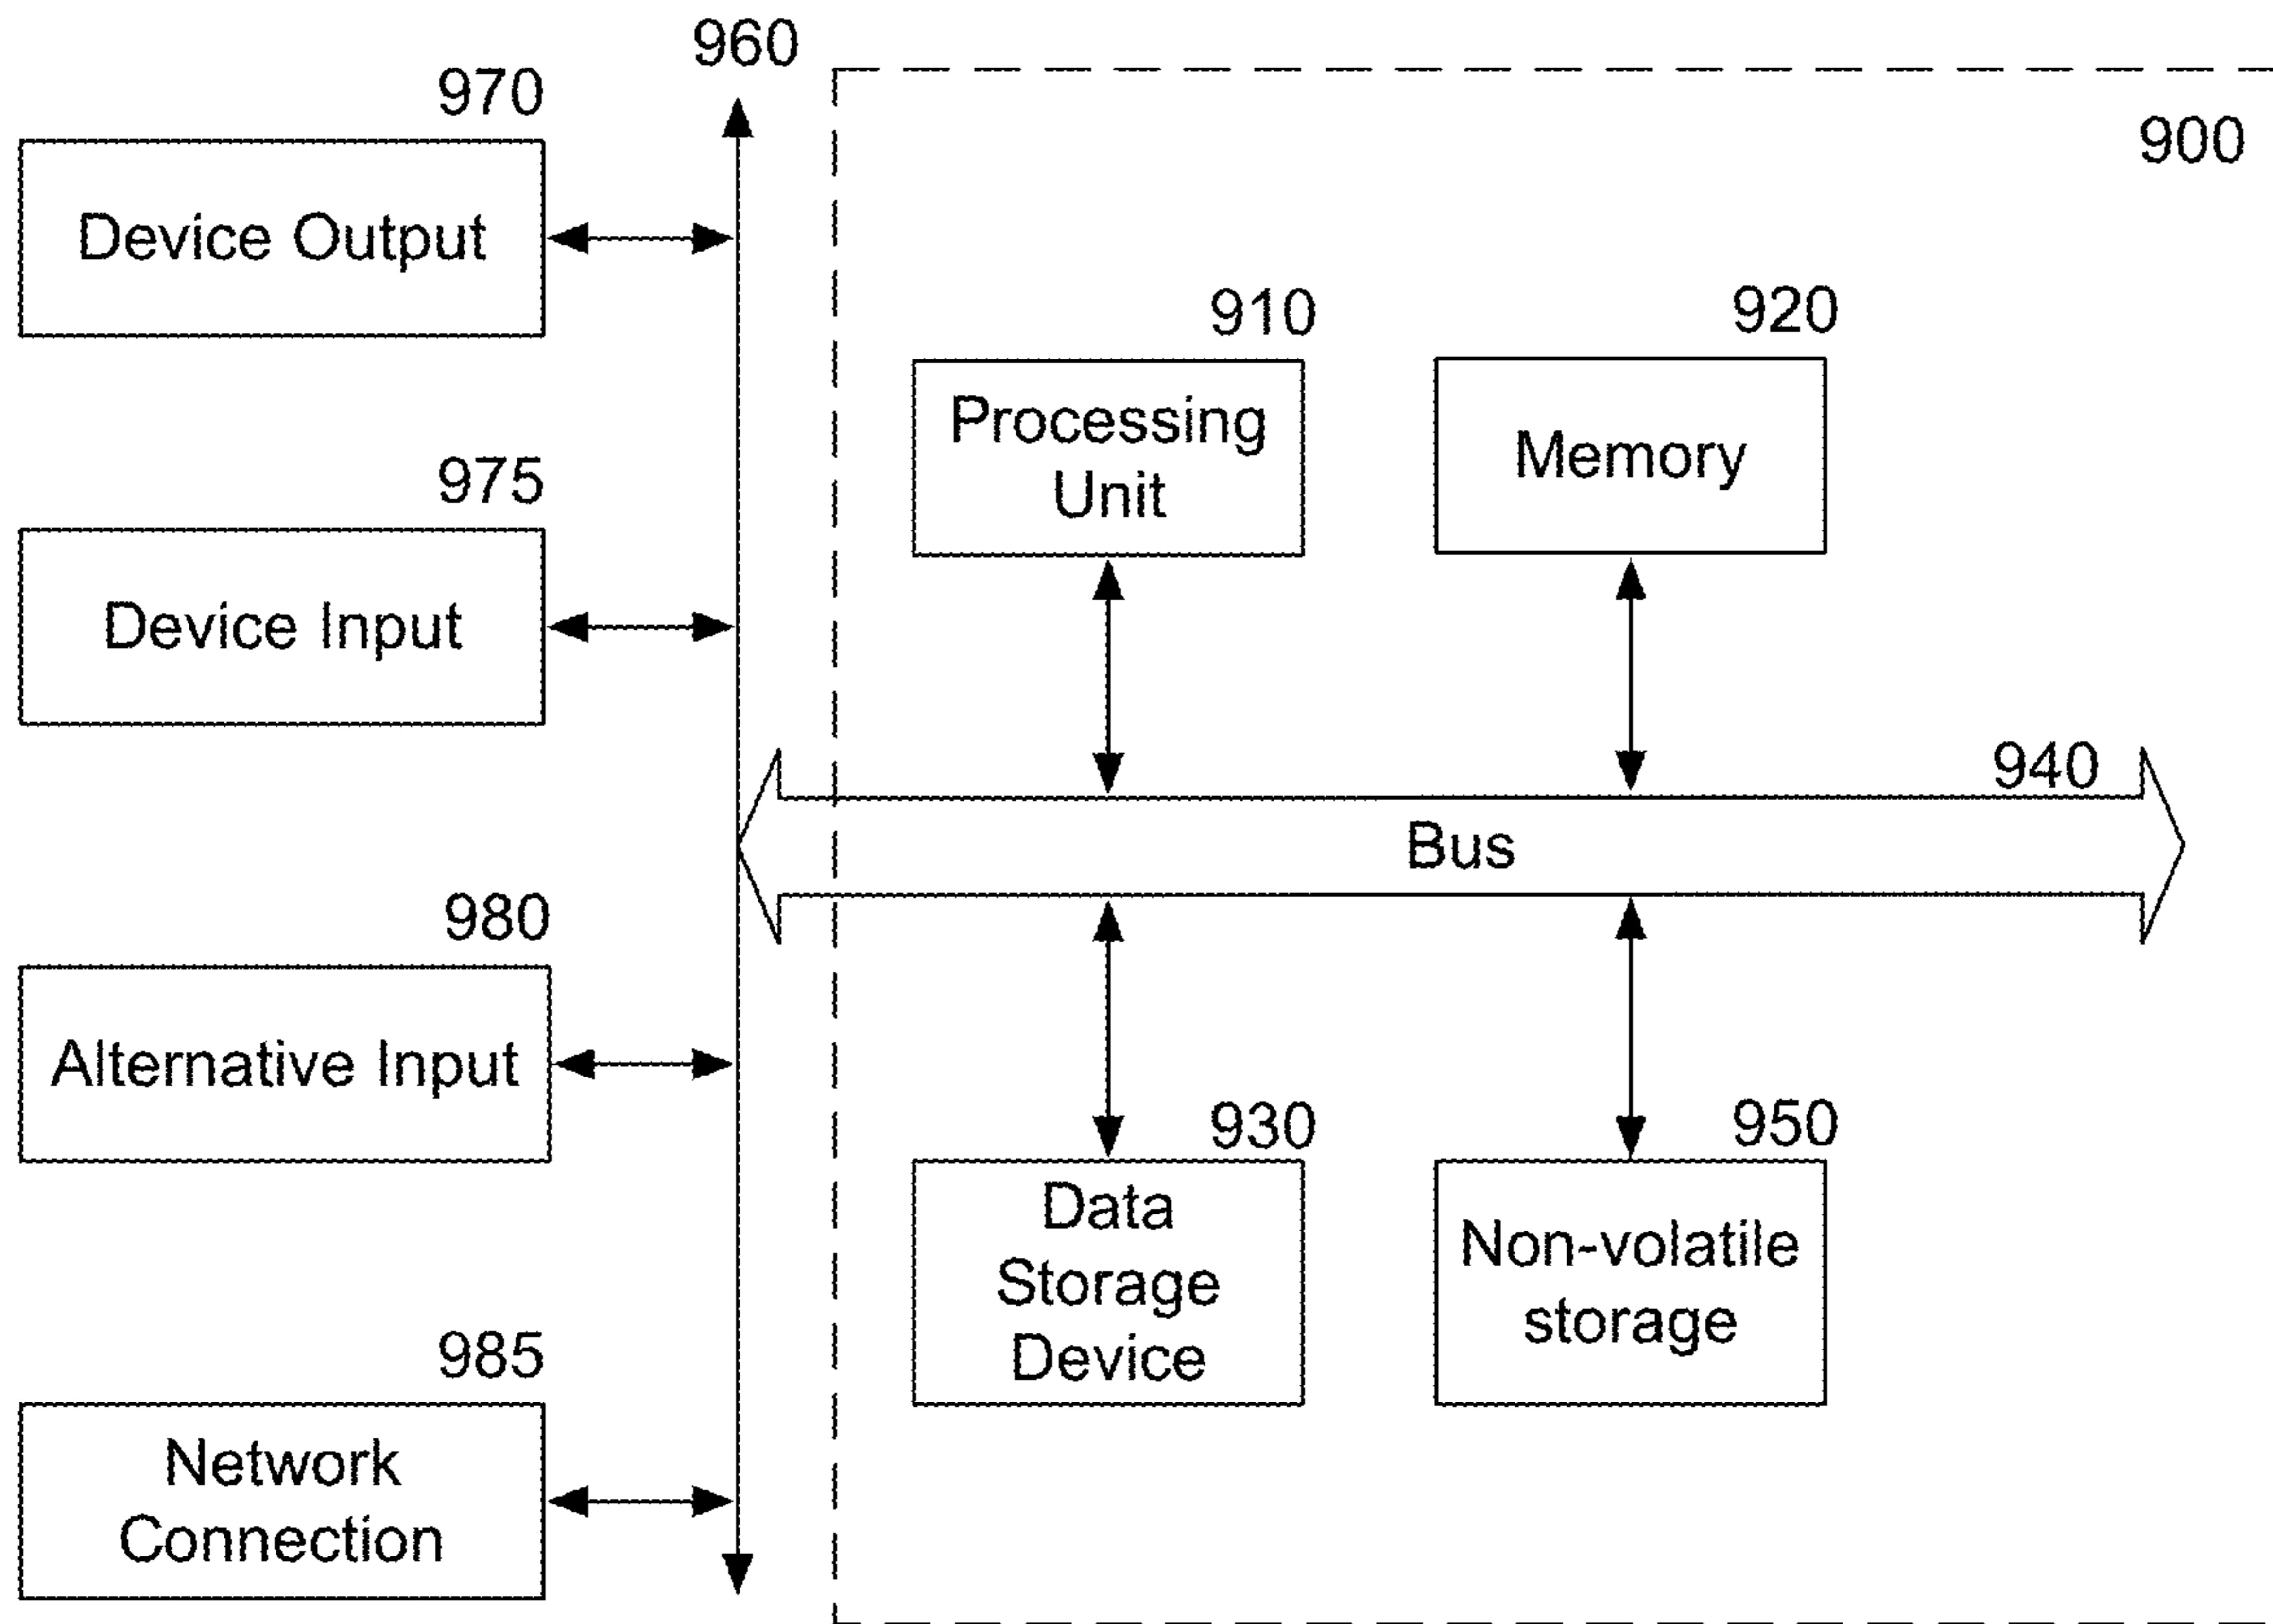 960
970
900
Device Output
910
920
Processing
Unit
Memory
975
Device Input
940
Bus
980
Alternative Input
930
950
Data
Storage
Device
Non-volatile
storage
985
Network
Connection